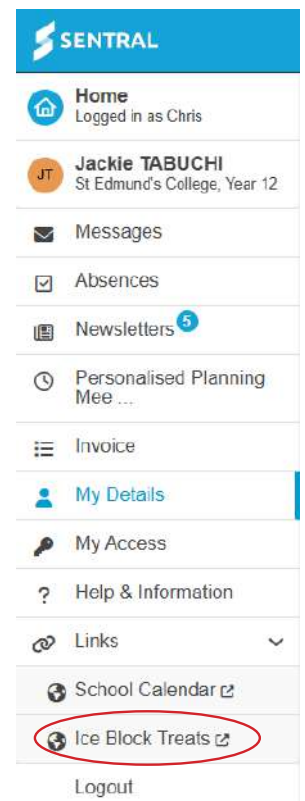 SENTRAL
Home
Logged in as Chris
JT
Jackie TABUCHI
St Edmund's College, Year 12
Messages
Absences
Newsletters 5
Personalised Planning
Mee ...
Invoice
My Details
My Access
? Help & Information
Links
School Calendar
Ice Block Treats
Logout